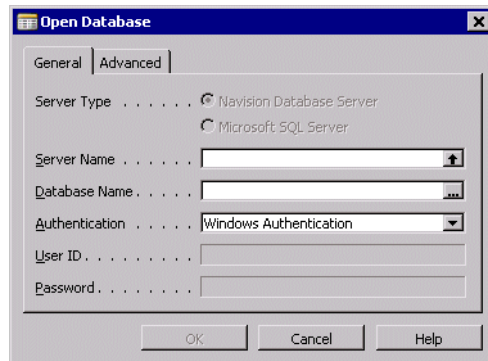 Open Database
General Advanced
Server Type . . . . . . Navision Database Server
Microsoft SQL Server
Server Name . . . . . .
Database Name . . . . .
Authentication . . . . . Windows Authentication
User ID . . . . . . . . .
Password . . . . . . . .
OK Cancel Help